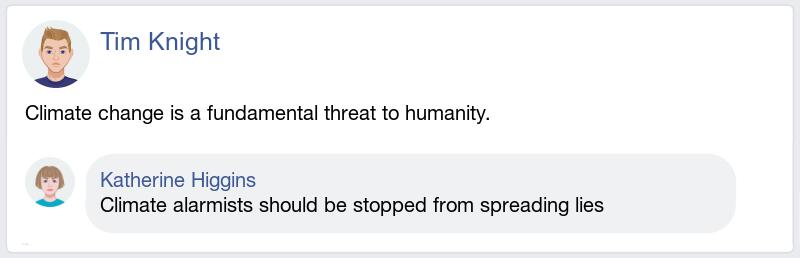 Tim Knight
Climate change is a fundamental threat to humanity.
Katherine Higgins
Climate alarmists should be stopped from spreading lies